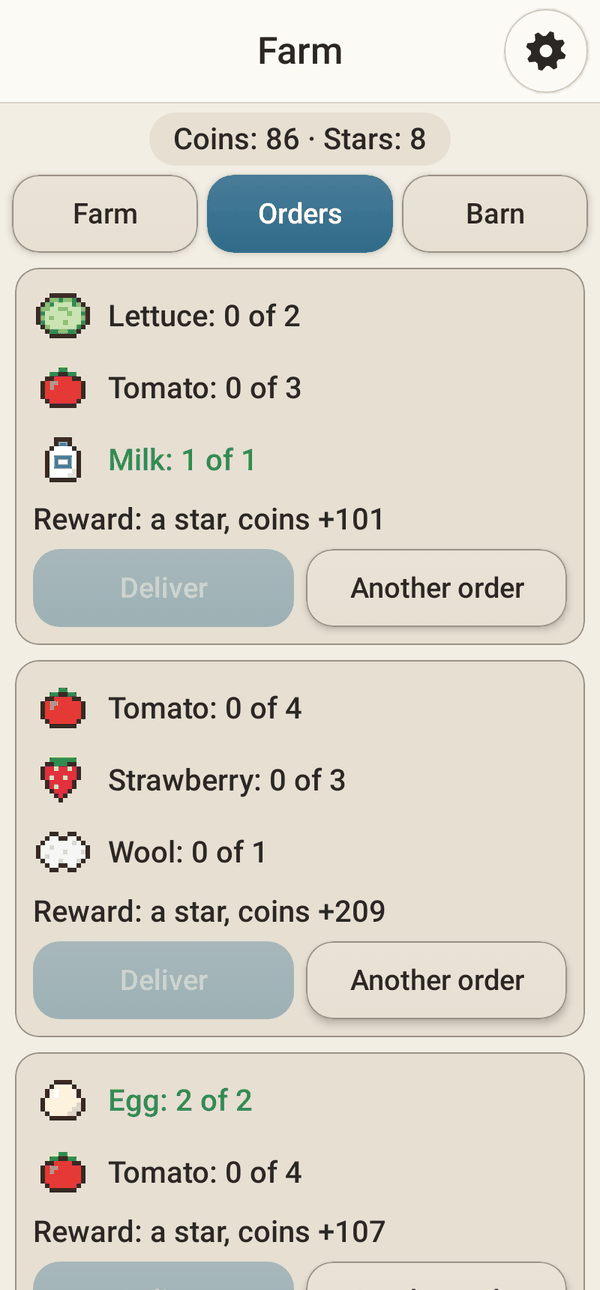 Farm
Coins: 86 · Stars: 8
Farm
Orders
Barn
Lettuce: 0 of 2
Tomato: 0 of 3
Milk: 1 of 1
Reward: a star, coins +101
Deliver
Another order
Tomato: 0 of 4
Strawberry: 0 of 3
Wool: 0 of 1
Reward: a star, coins +209
Deliver
Another order
Egg: 2 of 2
Tomato: 0 of 4
Reward: a star, coins +107